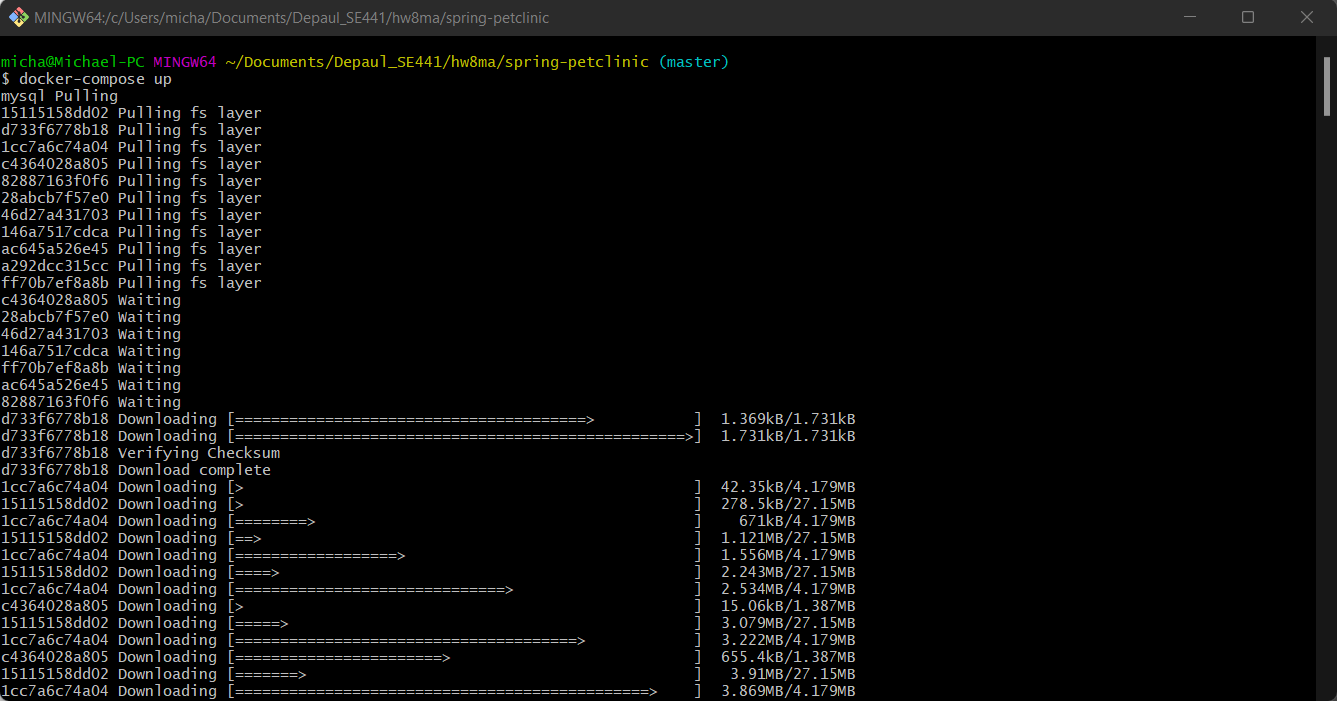 MINGW64:/c/Users/micha/Documents/Depaul_SE441/hw8ma/spring-petclinic
micha@Michael-PC MINGW64 ~/Documents/Depaul_SE441/hw8ma/spring-petclinic (master)
$ docker-compose up
mysql Pulling
15115158dd02 Pulling fs layer
d733f6778b18 Pulling fs layer
1cc7a6c74a04 Pulling fs layer
c4364028a805 Pulling fs layer
82887163f0f6 Pulling fs layer
28abcb7f57e0 Pulling fs layer
46d27a431703 Pulling fs layer
146a7517cdca Pulling fs layer
ac645a526e45 Pulling fs layer
a292dcc315cc Pulling fs layer
ff70b7ef8a8b Pulling fs layer
c4364028a805 Waiting
28abcb7f57e0 Waiting
46d27a431703 Waiting
146a7517cdca Waiting
ff70b7ef8a8b Waiting
ac645a526e45 Waiting
82887163f0f6 Waiting
d733f6778b18 Downloading [=======================================>           ]  1.369kB/1.731kB
d733f6778b18 Downloading [==================================================>]  1.731kB/1.731kB
d733f6778b18 Verifying Checksum
d733f6778b18 Download complete
1cc7a6c74a04 Downloading [>                                                  ]  42.35kB/4.179MB
15115158dd02 Downloading [>                                                  ]  278.5kB/27.15MB
1cc7a6c74a04 Downloading [========>                                          ]    671kB/4.179MB
15115158dd02 Downloading [==>                                                ]  1.121MB/27.15MB
1cc7a6c74a04 Downloading [==================>                                ]  1.556MB/4.179MB
15115158dd02 Downloading [====>                                              ]  2.243MB/27.15MB
1cc7a6c74a04 Downloading [==============================>                    ]  2.534MB/4.179MB
c4364028a805 Downloading [>                                                  ]  15.06kB/1.387MB
15115158dd02 Downloading [=====>                                             ]  3.079MB/27.15MB
1cc7a6c74a04 Downloading [======================================>            ]  3.222MB/4.179MB
c4364028a805 Downloading [=======================>                           ]  655.4kB/1.387MB
15115158dd02 Downloading [=======>                                           ]   3.91MB/27.15MB
1cc7a6c74a04 Downloading [==============================================>    ]  3.869MB/4.179MB